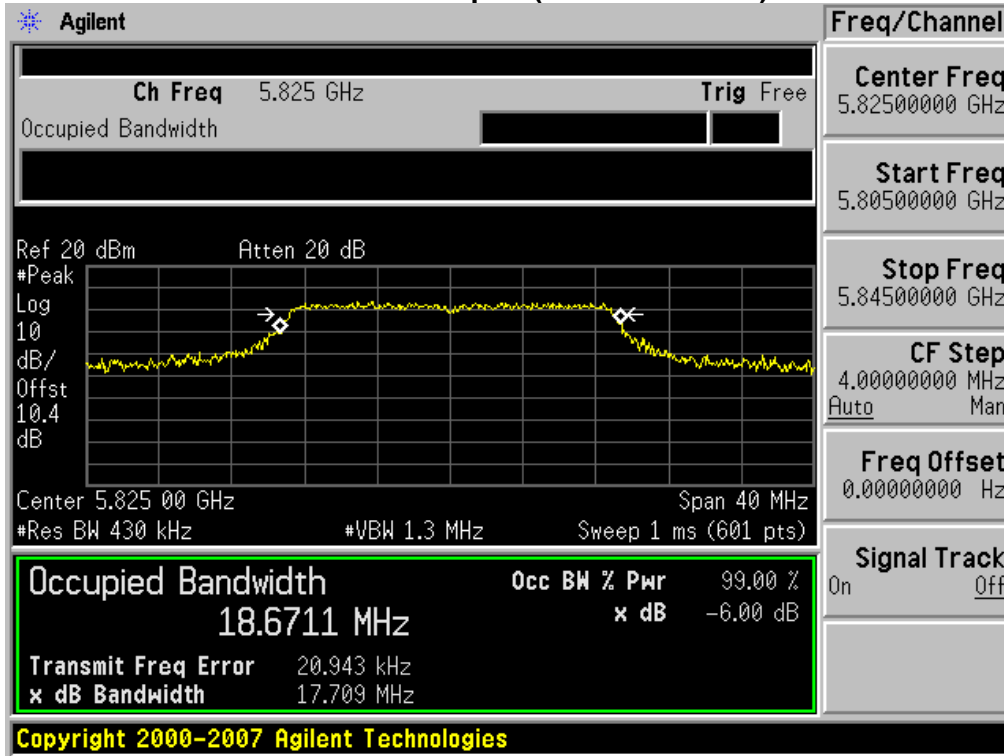 Agilent
Freq/Channel
Ch Freq 5.825 GHz Trig Free
Occupied Bandwidth
Center Freq
5.82500000 GHz
Start Freq
5.80500000 GHz
Stop Freq
5.84500000 GHz
CF Step
4.00000000 MHz
Auto Man
Freq Offset
0.00000000 Hz
Signal Track
On Off
Ref 20 dBm Atten 20 dB
#Peak
Log
10
dB/
Offst
10.4
dB
Center 5.825 00 GHz Span 40 MHz
#Res BW 430 kHz #VBW 1.3 MHz Sweep 1 ms (601 pts)
Occupied Bandwidth Occ BW % Pwr 99.00 %
18.6711 MHz x dB -6.00 dB
Transmit Freq Error 20.943 kHz
x dB Bandwidth 17.709 MHz
Copyright 2000-2007 Agilent Technologies